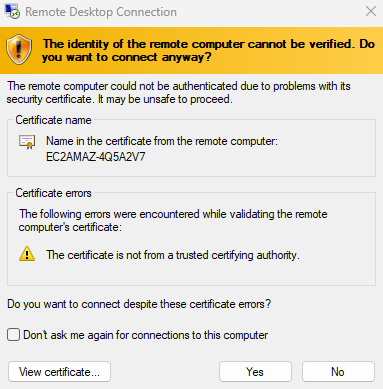 Remote Desktop Connection
The identity of the remote computer cannot be verified. Do
you want to connect anyway?
The remote computer could not be authenticated due to problems with its
security certificate. It may be unsafe to proceed.
Certificate name
Name in the certificate from the remote computer:
EC2AMAZ-4Q5A2V7
Certificate errors
The following errors were encountered while validating the remote
computer's certificate:
The certificate is not from a trusted certifying authority.
Do you want to connect despite these certificate errors?
Don't ask me again for connections to this computer
View certificate...
Yes
No